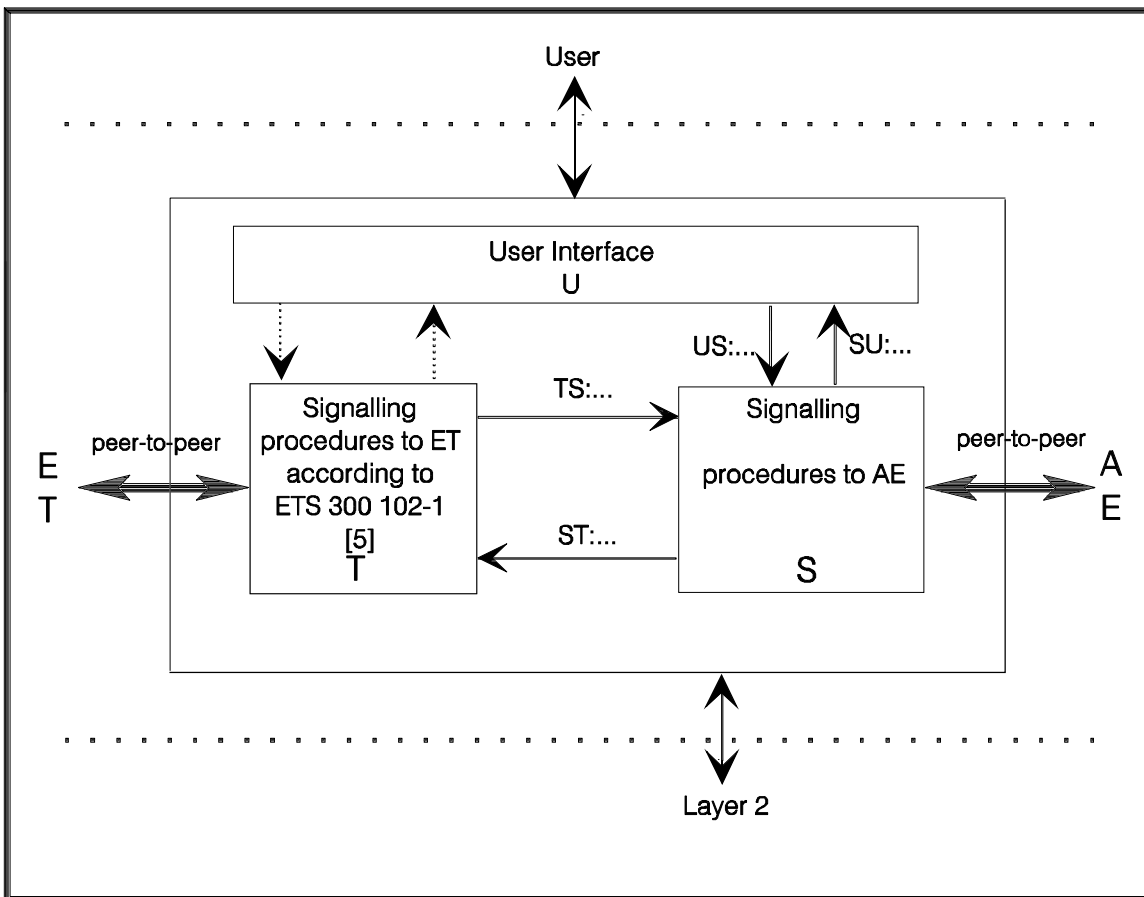 User
User Interface
U
US:...
SU:...
TS:...
Signalling
procedures to ET
according to
ETS 300 102-1
[5]
T
Signalling
procedures to AE
S
peer-to-peer
E
T
peer-to-peer
A
E
ST:...
Layer 2